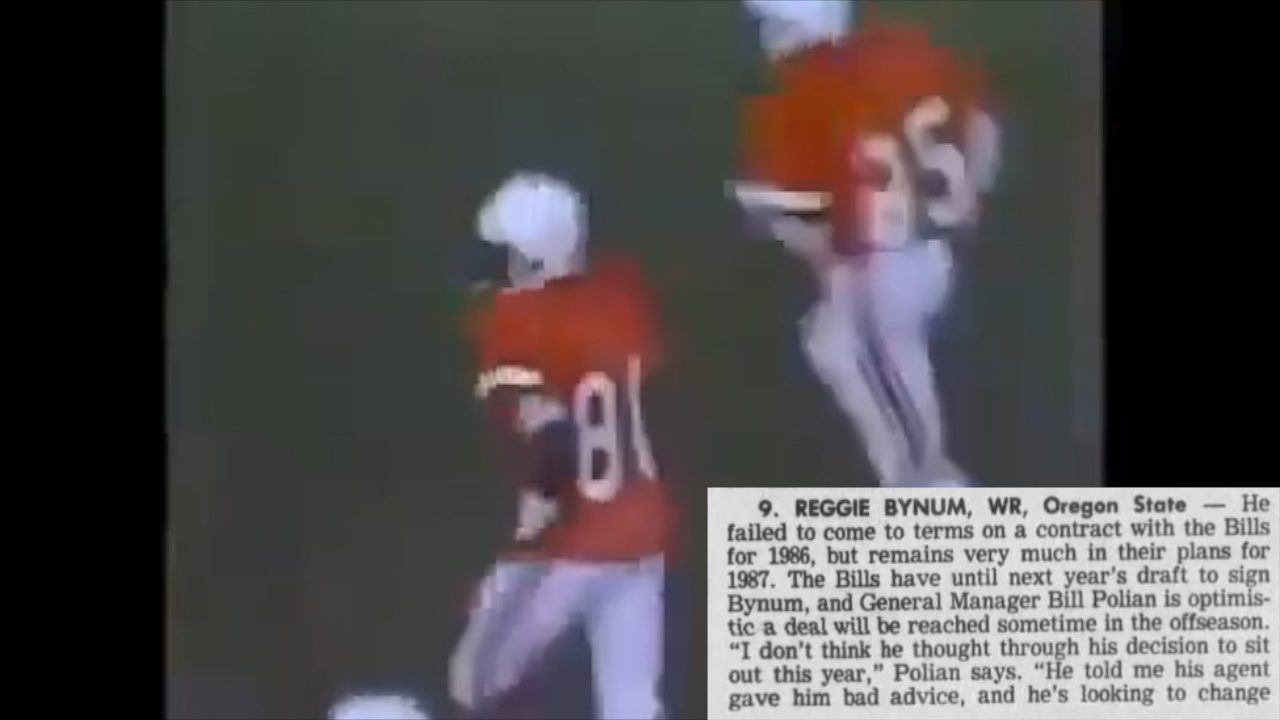 81
9. REGGIE BYNUM, WR, Oregon State — He
failed to come to terms on a contract with the Bills
for 1986, but remains very much in their plans for
1987. The Bills have until next year's draft to sign
Bynum, and General Manager Bill Polian is optimis-
tic a deal will be reached sometime in the offseason.
"I don't think he thought through his decision to sit
out this year," Polian says. "He told me his agent
gave him bad advice, and he's looking to change